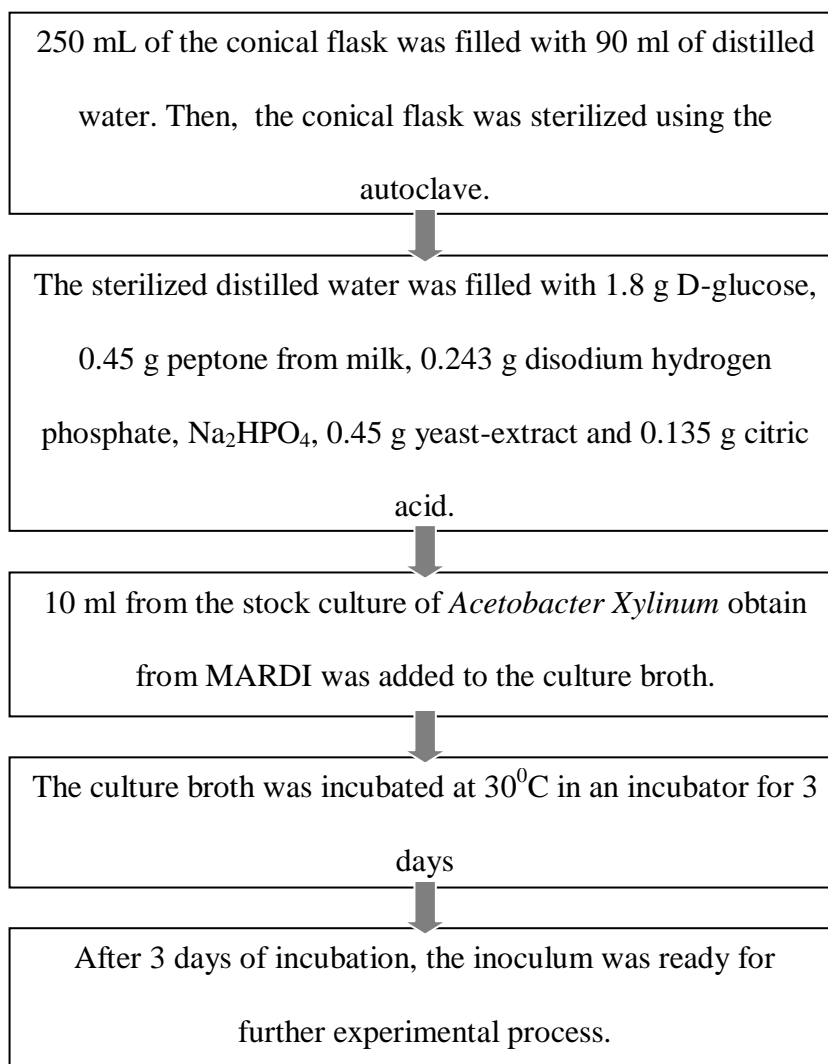 250 mL of the conical flask was filled with 90 ml of distilled
water. Then,  the conical flask was sterilized using the
autoclave.
The sterilized distilled water was filled with 1.8 g D-glucose,
0.45 g peptone from milk, 0.243 g disodium hydrogen
phosphate, Na₂HPO₄, 0.45 g yeast-extract and 0.135 g citric
acid.
10 ml from the stock culture of Acetobacter Xylinum obtain
from MARDI was added to the culture broth.
The culture broth was incubated at 30⁰C in an incubator for 3
days
After 3 days of incubation, the inoculum was ready for
further experimental process.